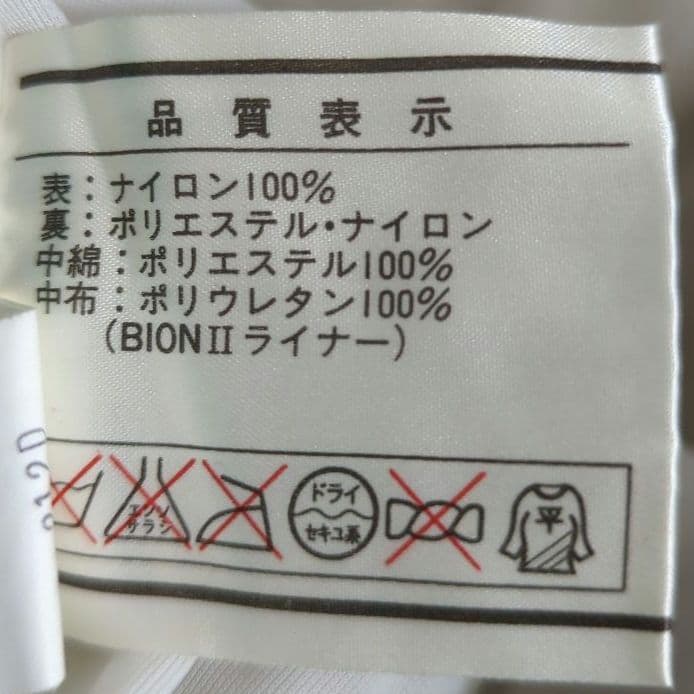 品質表示
表:ナイロン100%
裏:ポリエステル・ナイロン
中綿:ポリエステル100%
中布:ポリウレタン100%
(BIONⅡライナー)
エンソ
サラシ
ドライ
セキユ系
平